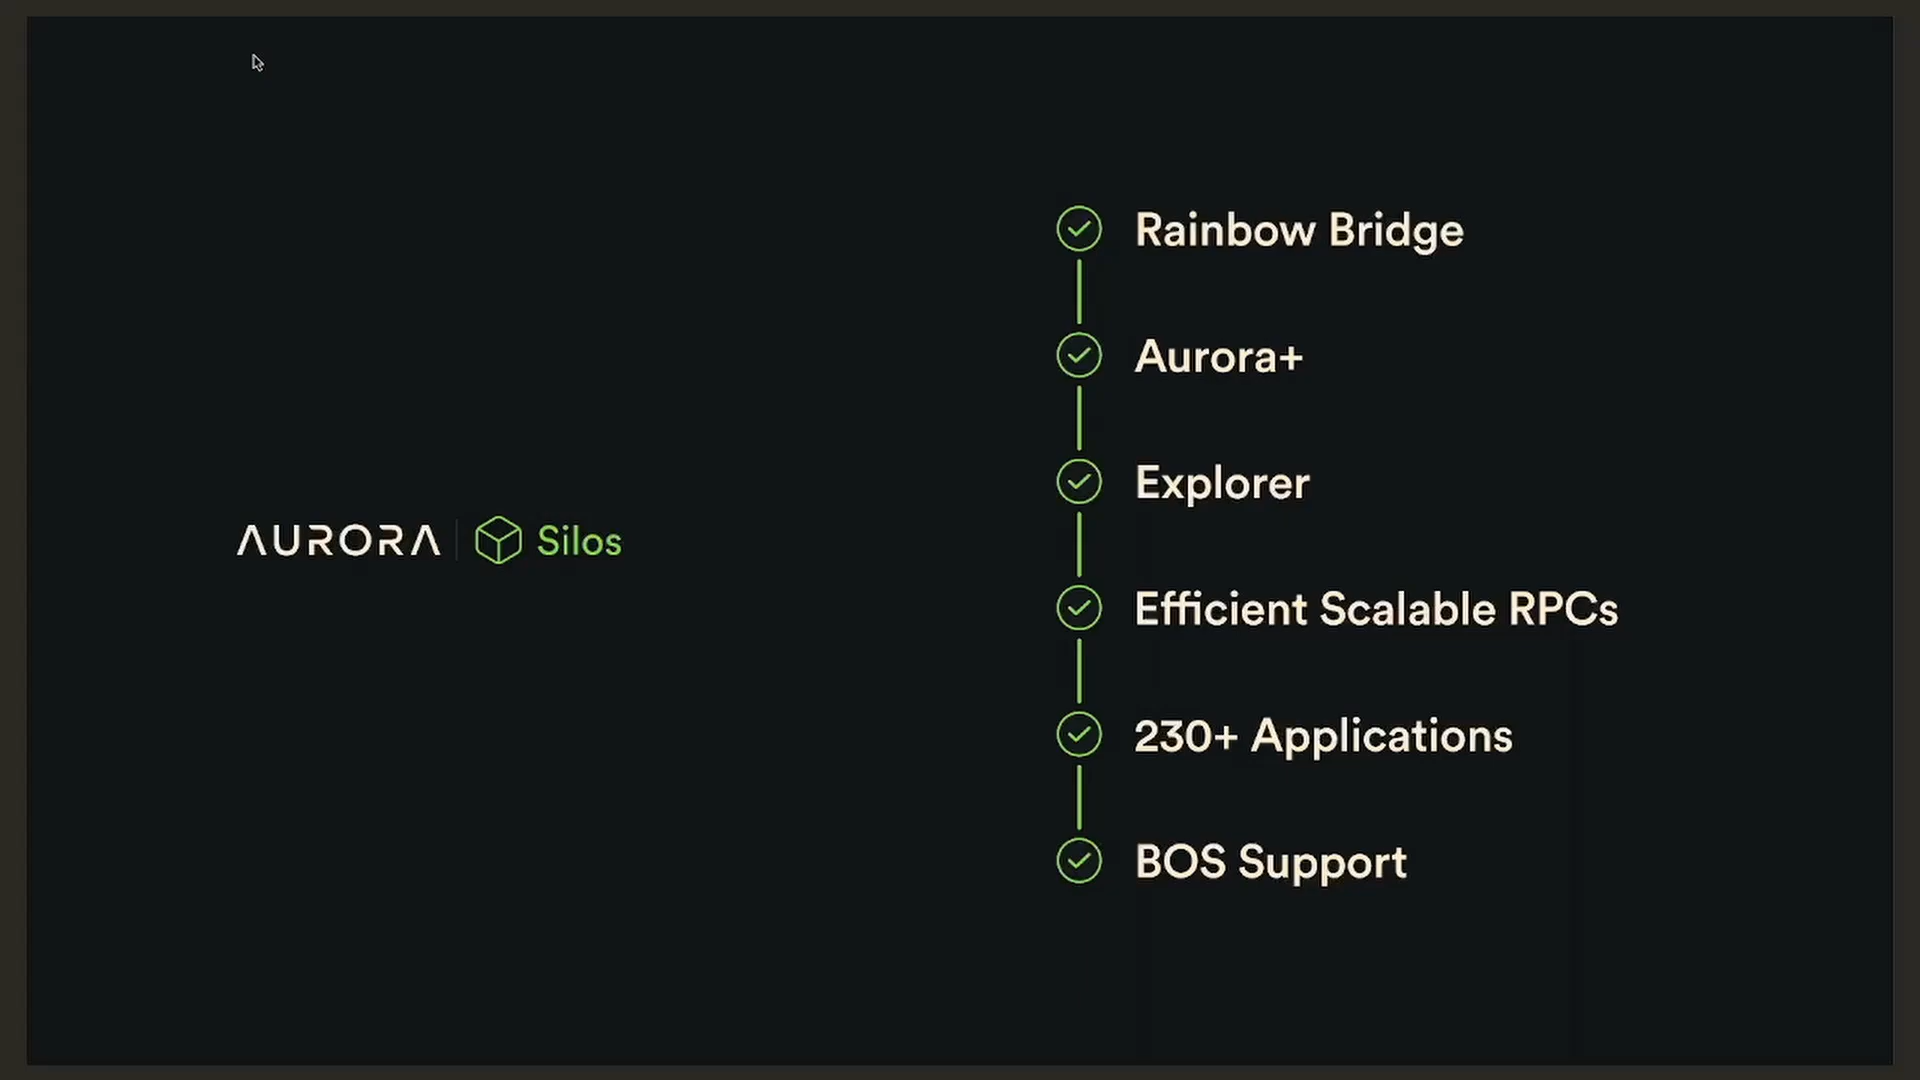 AURORA Silos
Rainbow Bridge
Aurora+
Explorer
Efficient Scalable RPCs
230+ Applications
BOS Support